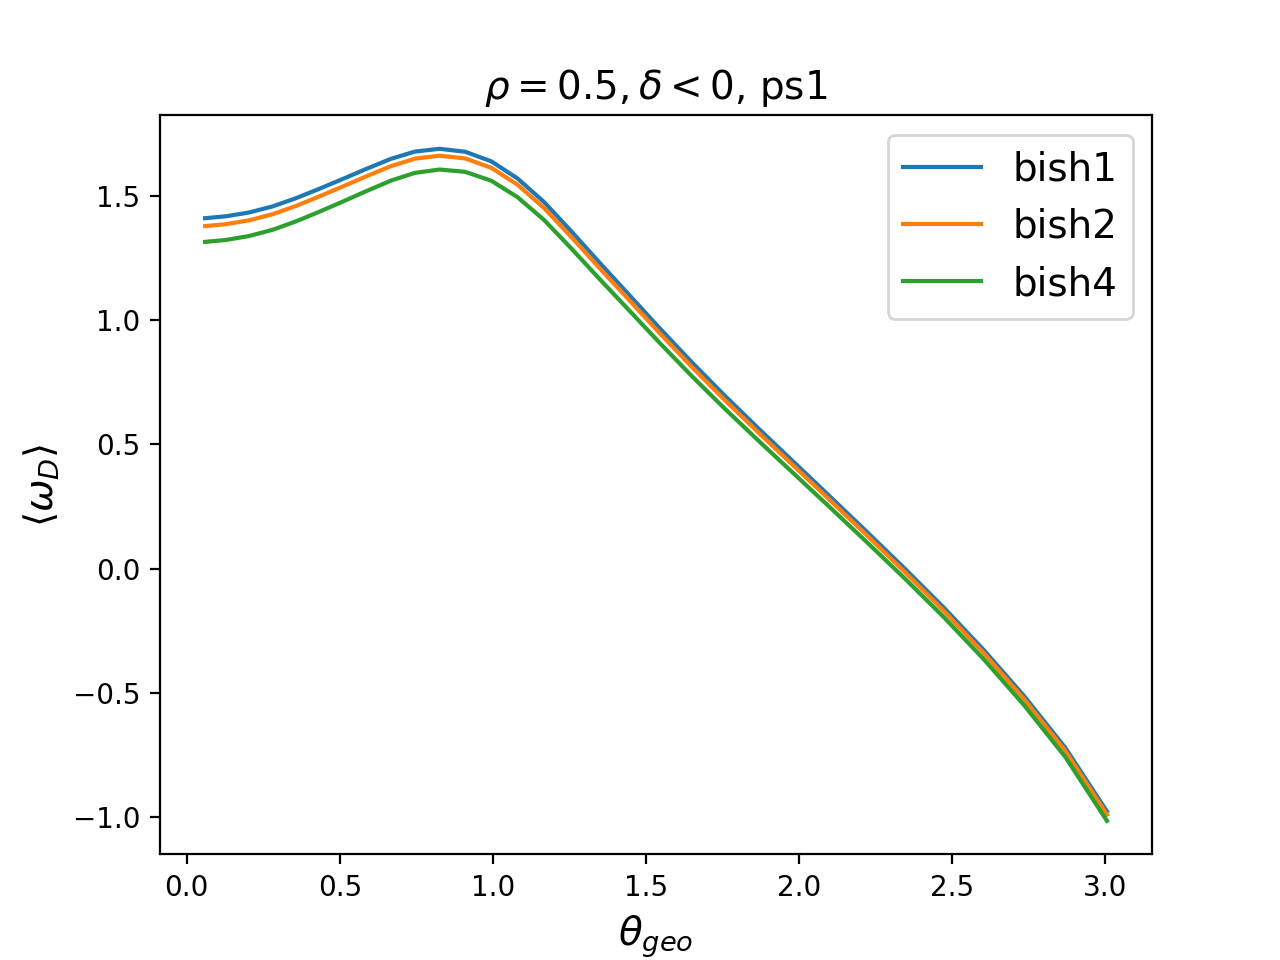 ρ = 0.5, δ < 0, ps1
bish1
bish2
bish4
1.5
1.0
0.5
0.0
−0.5
−1.0
⟨ω_D⟩
0.0 0.5 1.0 1.5 2.0 2.5 3.0
θ_geo